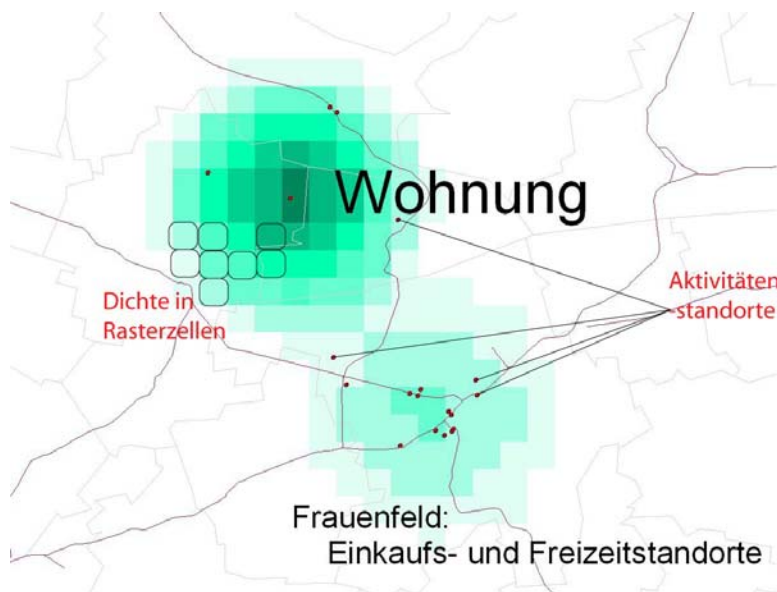 Wohnung
Aktivitäten
-standorte
Dichte in
Rasterzellen
Frauenfeld:
Einkaufs- und Freizeitstandorte